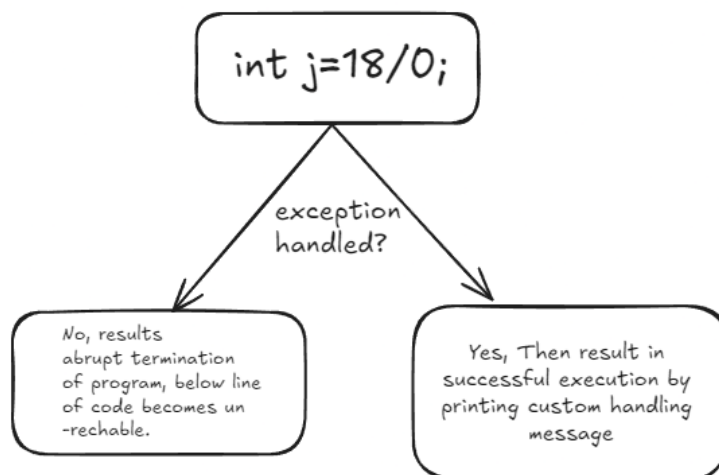 int j=18/0;
exception
handled?
No, results
abrupt termination
of program, below line
of code becomes un
-rechable.
Yes, Then result in
successful execution by
printing custom handling
message